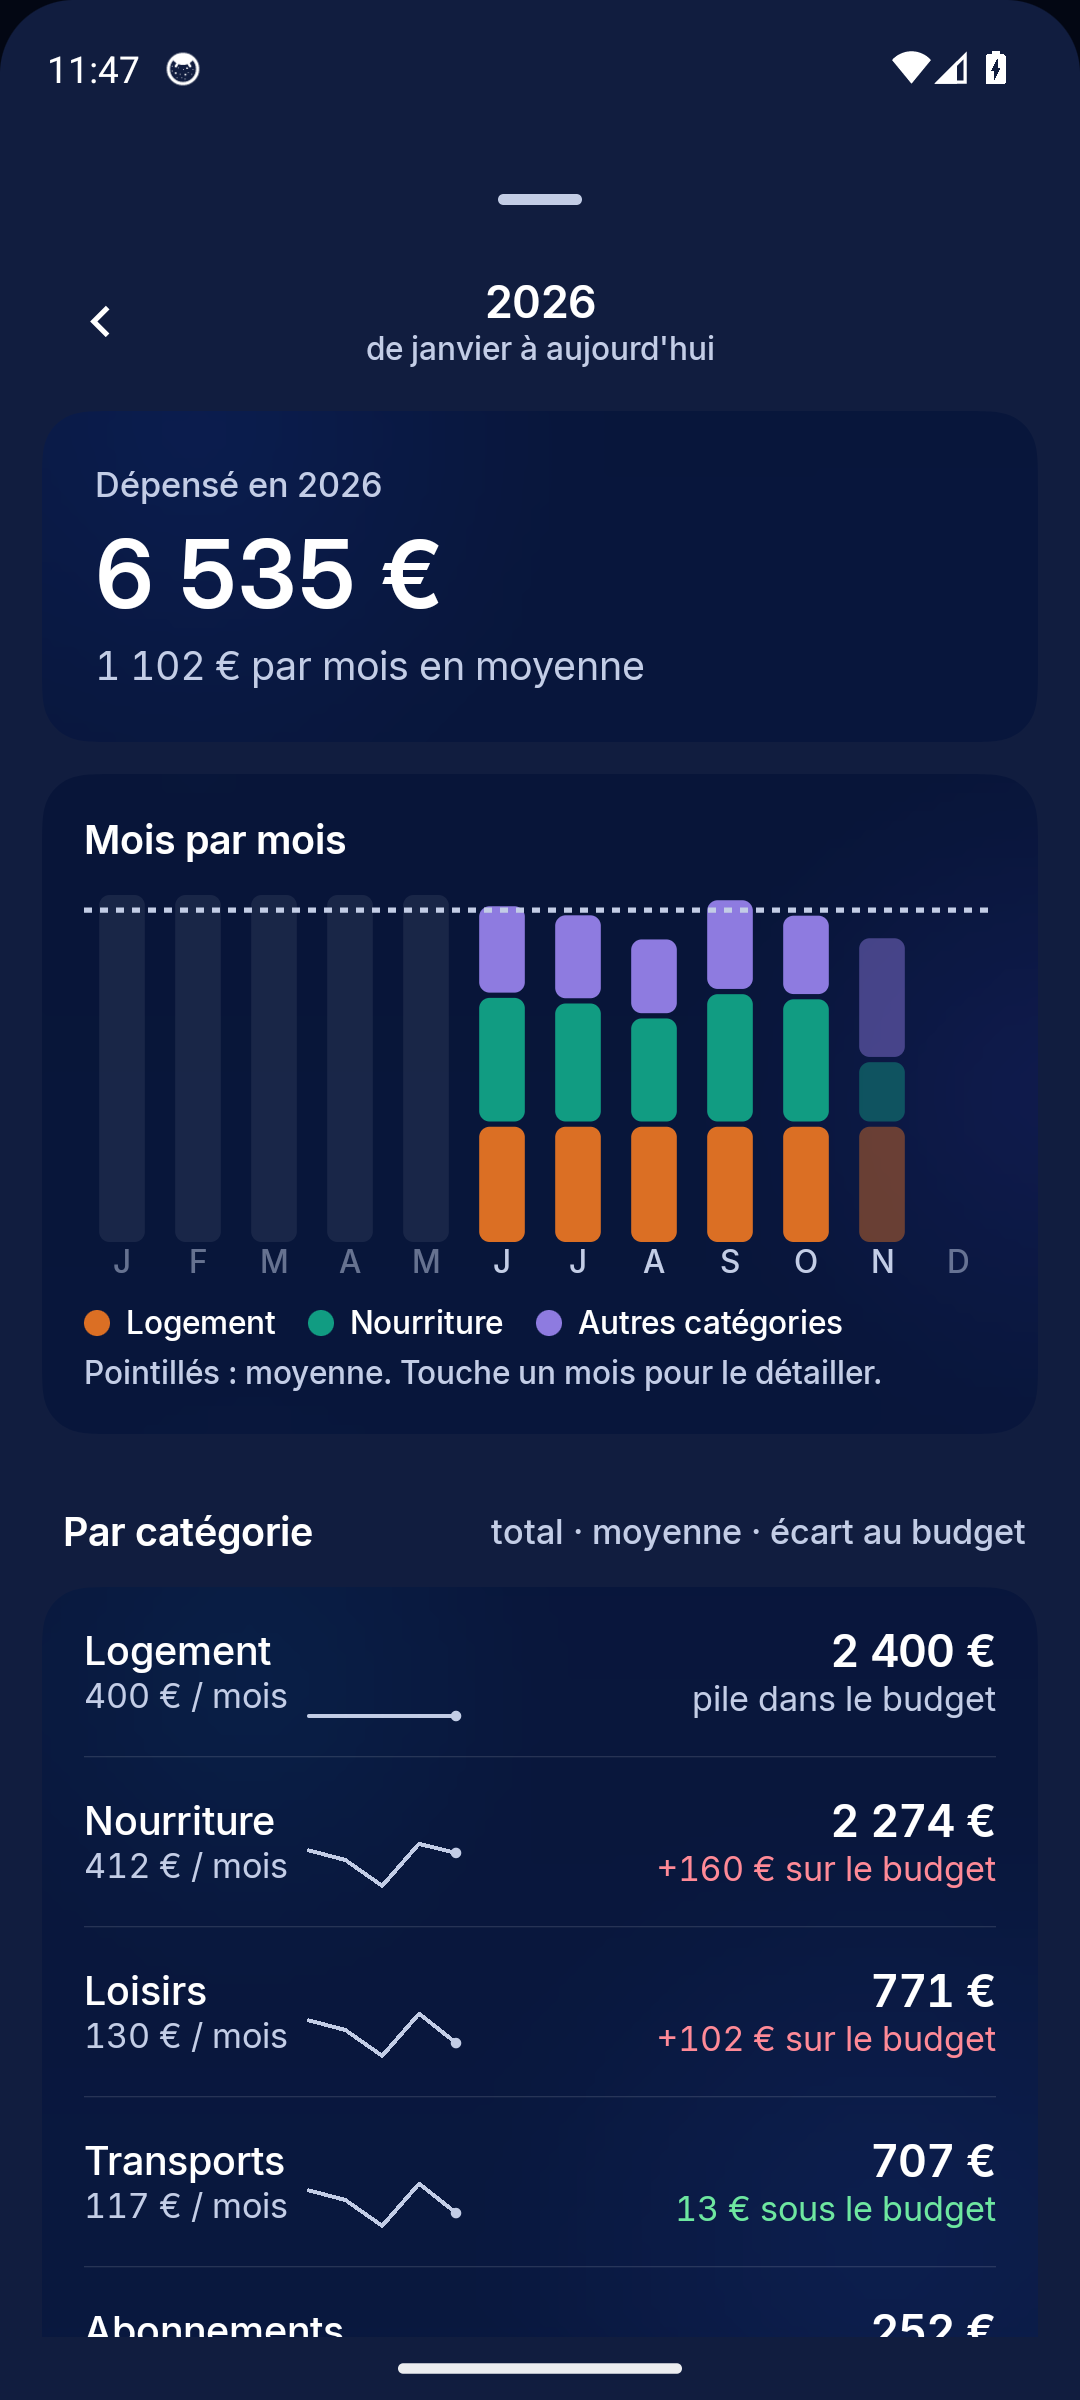 11:47
2026
de janvier à aujourd'hui
Dépensé en 2026
6 535 €
1 102 € par mois en moyenne
Mois par mois
J F M A M J J A S O N D
Logement Nourriture Autres catégories
Pointillés : moyenne. Touche un mois pour le détailler.
Par catégorie total · moyenne · écart au budget
Logement 2 400 €
400 € / mois pile dans le budget
Nourriture 2 274 €
412 € / mois +160 € sur le budget
Loisirs 771 €
130 € / mois +102 € sur le budget
Transports 707 €
117 € / mois 13 € sous le budget
Abonnements 252 €